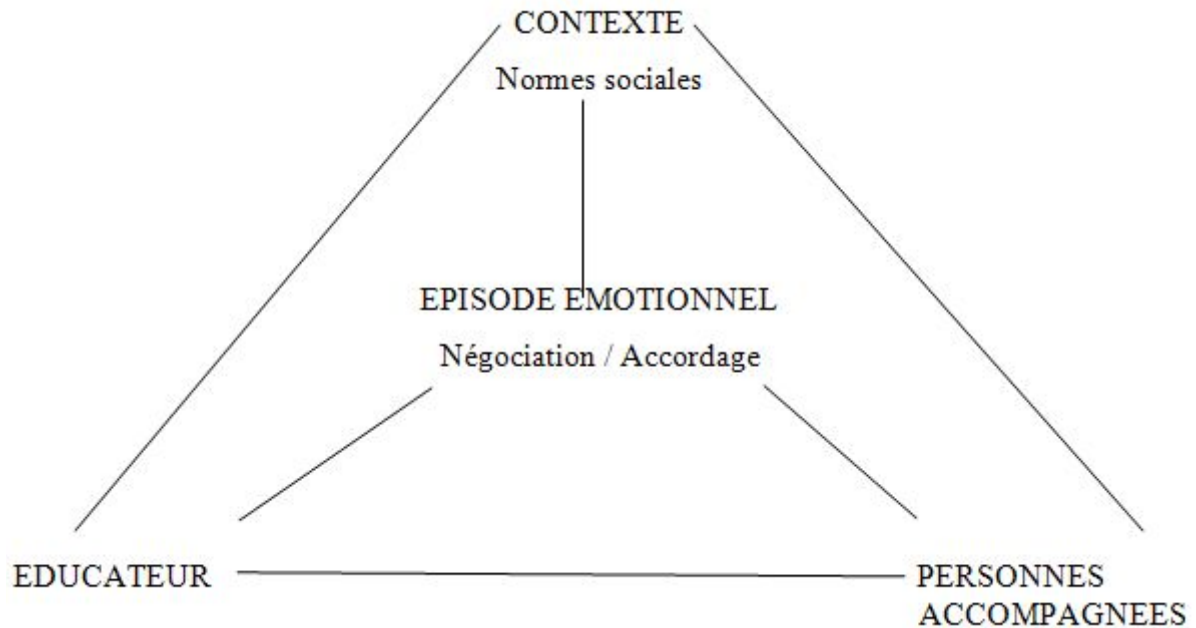 CONTEXTE
Normes sociales
EPISODE EMOTIONNEL
Négociation / Accordage
EDUCATEUR
PERSONNES
ACCOMPAGNEES